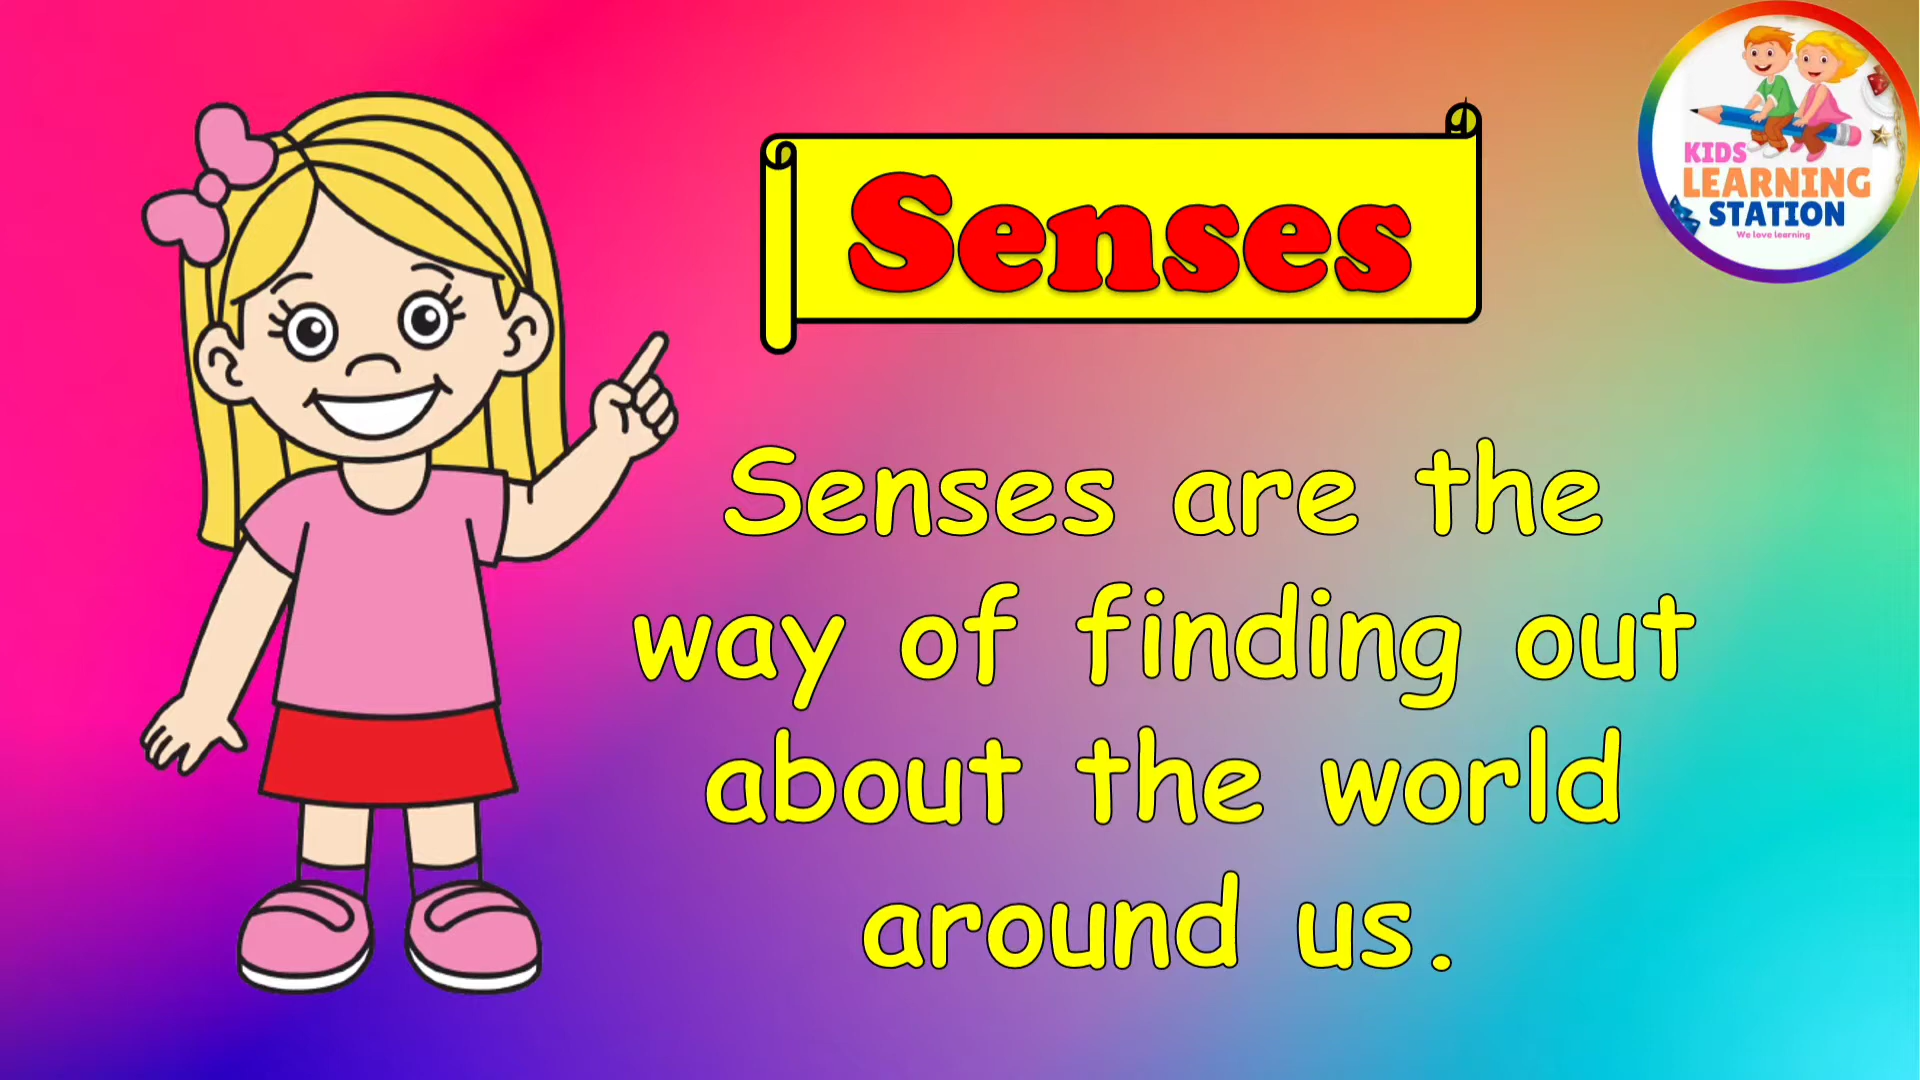 Senses
KIDS
LEARNING
STATION
We love learning
Senses are the
way of finding out
about the world
around us.